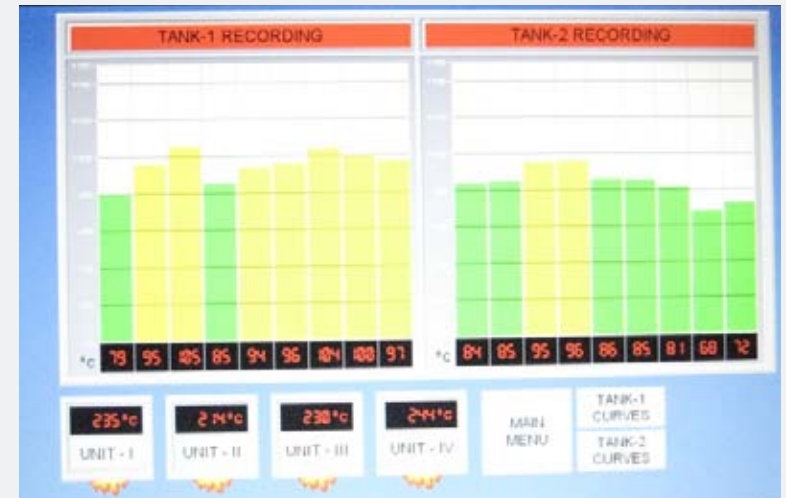 TANK-1 RECORDING
TANK-2 RECORDING
°C 79 95 105 85 94 96 104 100 97
°C 84 85 95 96 86 85 81 68 72
235°C
214°C
230°C
244°C
UNIT - I
UNIT - II
UNIT - III
UNIT - IV
MAIN
MENU
TANK-1
CURVES
TANK-2
CURVES